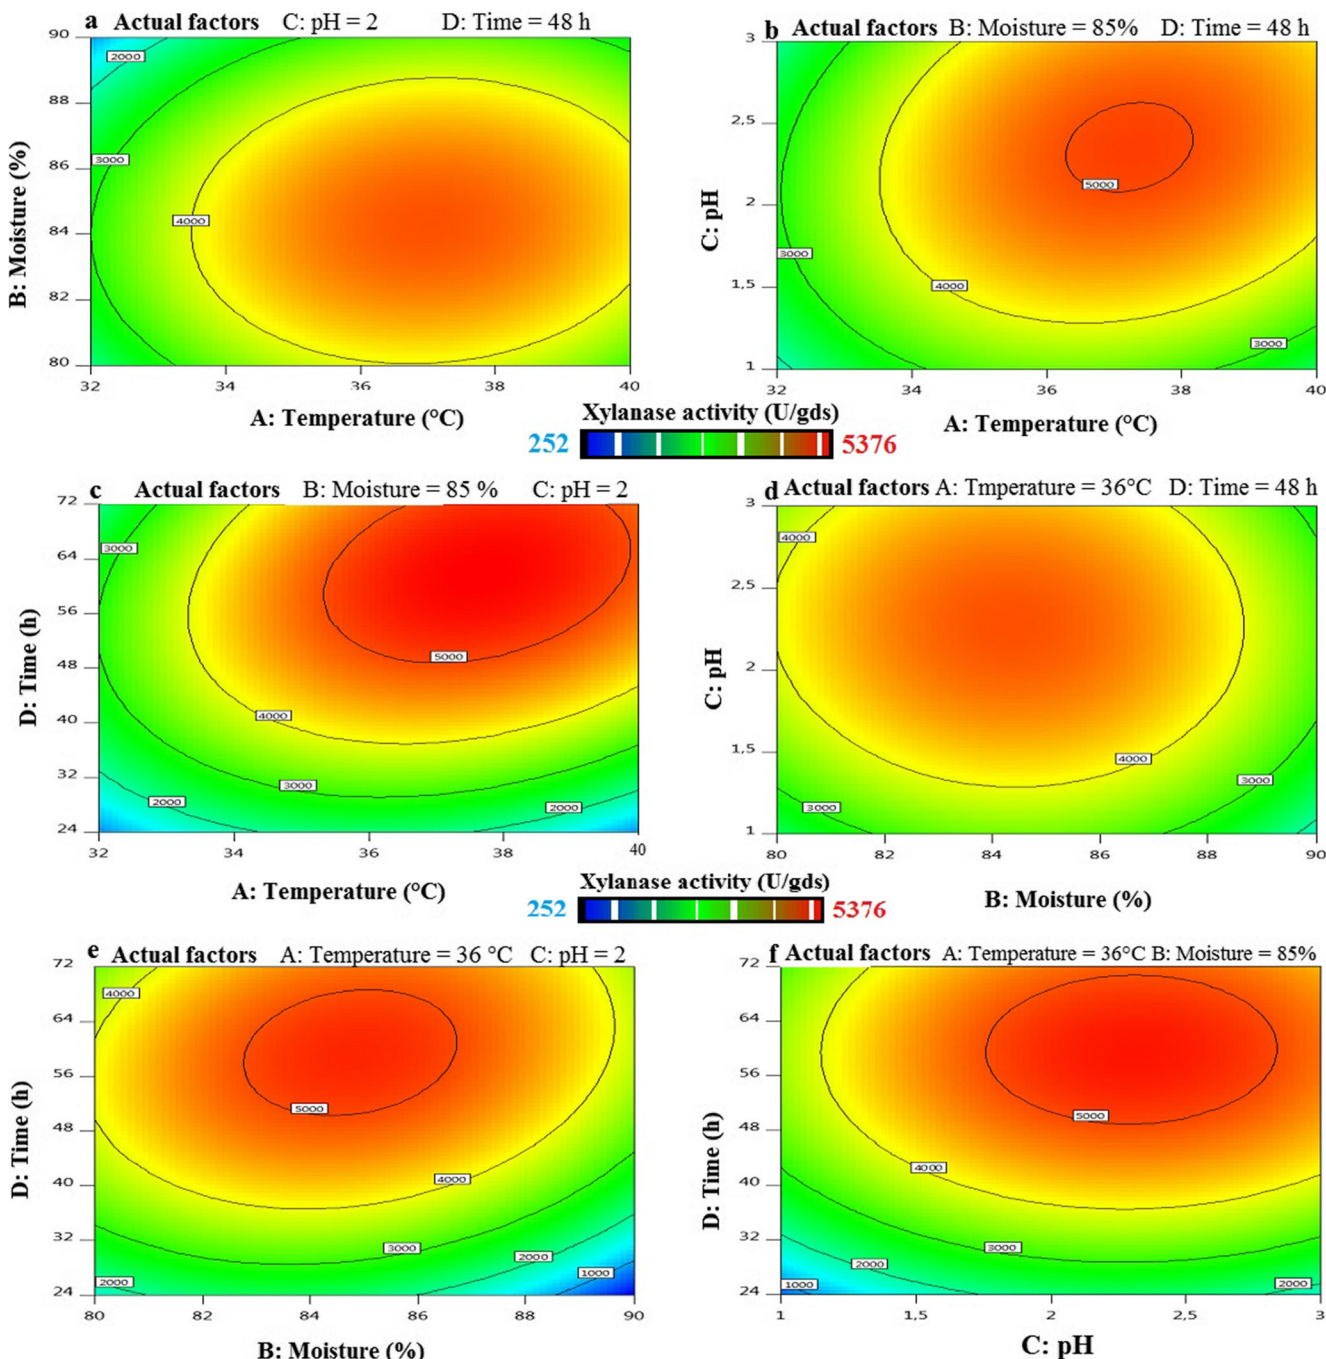 a Actual factors C: pH = 2 D: Time = 48 h
90
88
86
84
82
80
B: Moisture (%)
2000
3000
4000
32 34 36 38 40
A: Temperature (°C)
b Actual factors B: Moisture = 85% D: Time = 48 h
3
2,5
2
1,5
1
C: pH
5000
3000
4000
3000
32 34 36 38 40
A: Temperature (°C)
Xylanase activity (U/gds)
252 5376
c Actual factors B: Moisture = 85 % C: pH = 2
72
64
56
48
40
32
24
D: Time (h)
3000
5000
4000
3000
2000
2000
32 34 36 38 40
A: Temperature (°C)
d Actual factors A: Tmperature = 36°C D: Time = 48 h
3
2,5
2
1,5
1
C: pH
4000
4000
3000
3000
80 82 84 86 88 90
B: Moisture (%)
Xylanase activity (U/gds)
252 5376
e Actual factors A: Temperature = 36 °C C: pH = 2
72
64
56
48
40
32
24
D: Time (h)
4000
5000
4000
3000
2000
1000
2000
80 82 84 86 88 90
B: Moisture (%)
f Actual factors A: Temperature = 36°C B: Moisture = 85%
72
64
56
48
40
32
24
D: Time (h)
5000
4000
3000
2000
1000
2000
1 1,5 2 2,5 3
C: pH